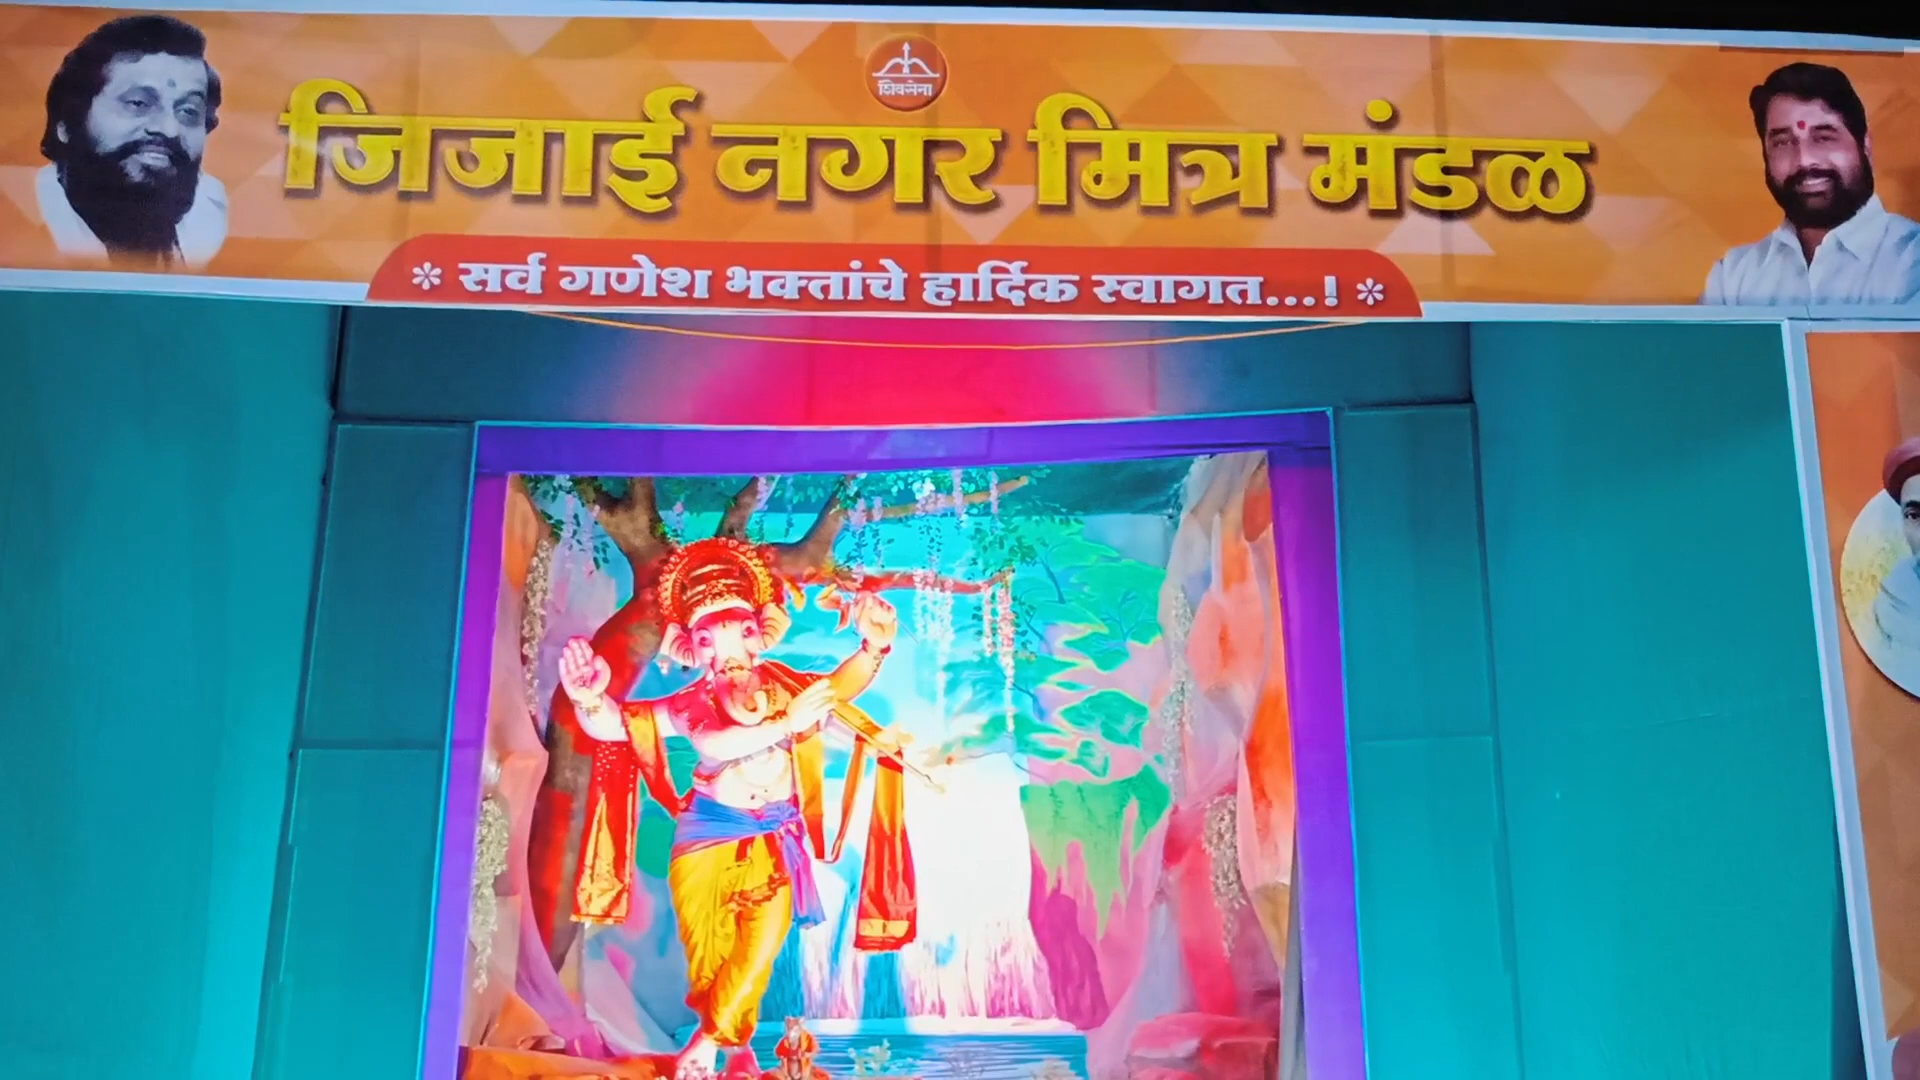 शिवसेना
जिजाई नगर मित्र मंडळ
* सर्व गणेश भक्तांचे हार्दिक स्वागत...! *